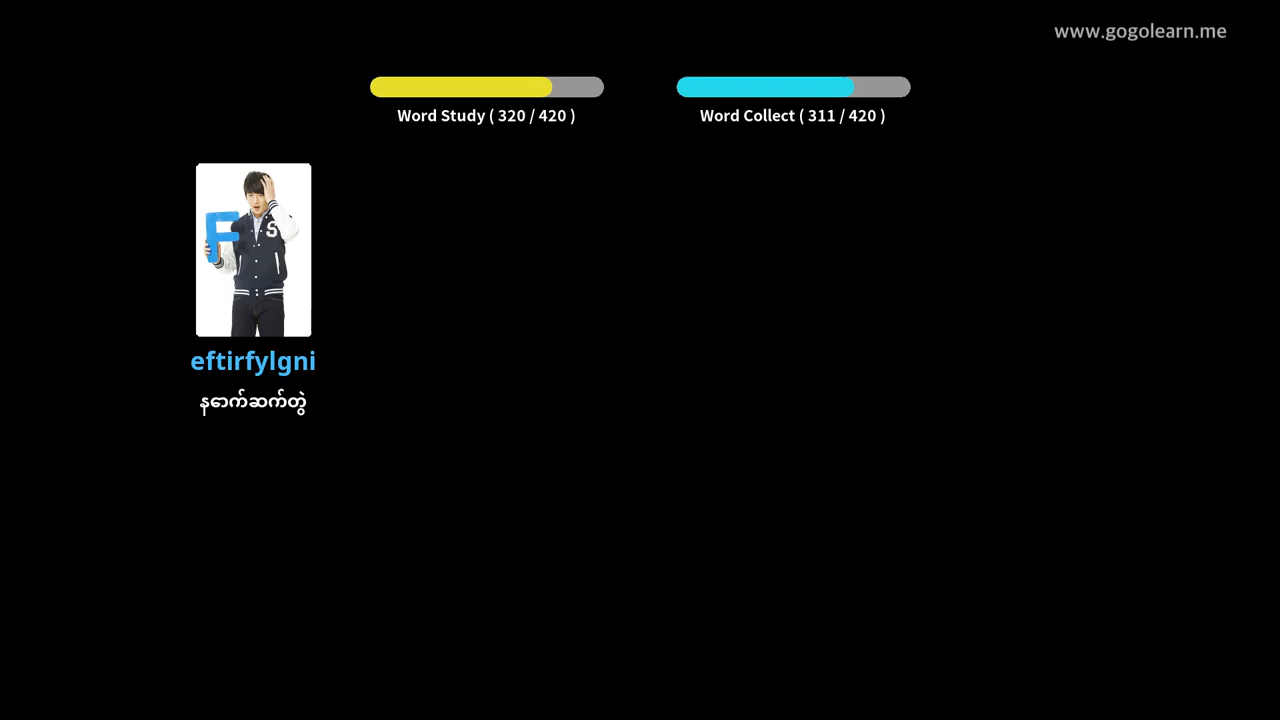 www.gogolearn.me
Word Study ( 320 / 420 )
Word Collect ( 311 / 420 )
F
S
eftirfylgni
နောက်ဆက်တွဲ